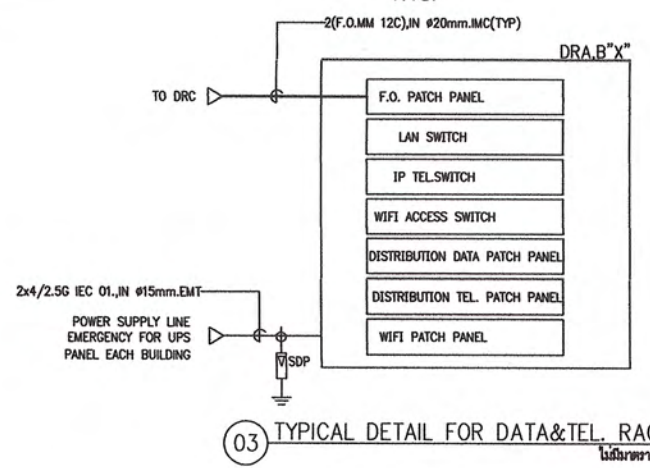 2(F.O.MM 12C),IN ø20mm.IMC(TYP)
DRA,B"X"
TO DRC
F.O. PATCH PANEL
LAN SWITCH
IP TEL.SWITCH
WIFI ACCESS SWITCH
DISTRIBUTION DATA PATCH PANEL
DISTRIBUTION TEL. PATCH PANEL
WIFI PATCH PANEL
2x4/2.5G IEC 01.,IN ø15mm.EMT
POWER SUPPLY LINE
EMERGENCY FOR UPS
PANEL EACH BUILDING
SDP
03 TYPICAL DETAIL FOR DATA&TEL. RAC